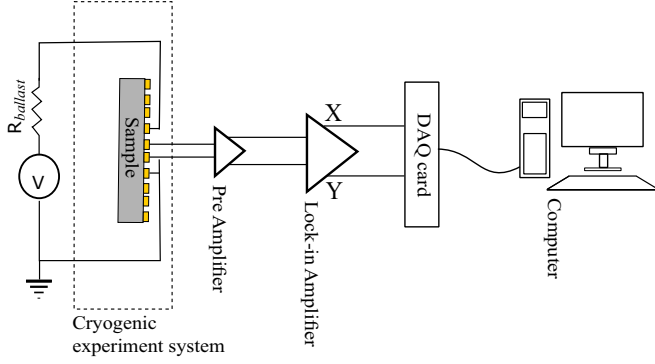 R_ballast
V
Sample
Pre Amplifier
X
Y
Lock-in Amplifier
DAQ card
Computer
Cryogenic
experiment system